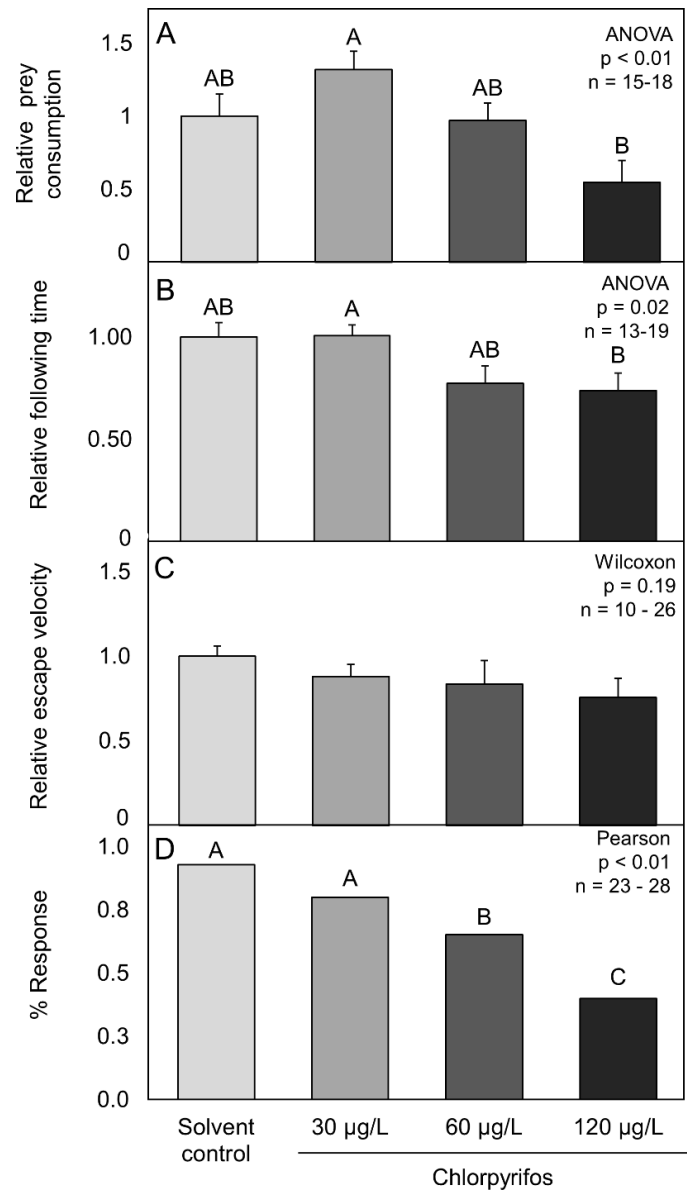 A
ANOVA
p < 0.01
n = 15-18
Relative prey
consumption
1.5
1
0.5
0
AB
A
AB
B
B
ANOVA
p = 0.02
n = 13-19
Relative following time
1.00
0.50
0
AB
A
AB
B
C
Wilcoxon
p = 0.19
n = 10 - 26
Relative escape velocity
1.5
1.0
0.5
0
D
Pearson
p < 0.01
n = 23 - 28
% Response
1.0
0.8
0.5
0.3
0.0
A
A
B
C
Solvent
control
30 µg/L
60 µg/L
120 µg/L
Chlorpyrifos